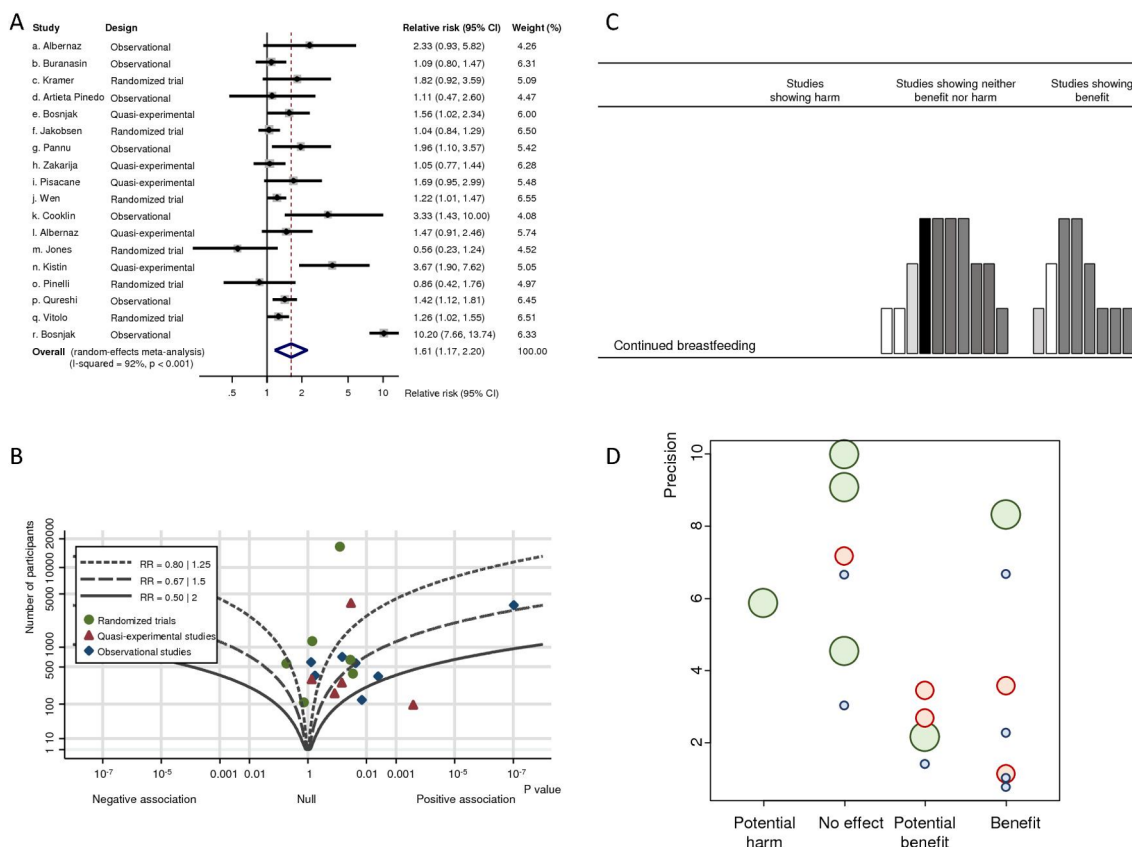 A
Study Design Relative risk (95% CI) Weight (%)
a. Albernaz Observational 2.33 (0.93, 5.82) 4.26
b. Buranasin Observational 1.09 (0.80, 1.47) 6.31
c. Kramer Randomized trial 1.82 (0.92, 3.59) 5.09
d. Artieta Pinedo Observational 1.11 (0.47, 2.60) 4.47
e. Bosnjak Quasi-experimental 1.56 (1.02, 2.34) 6.00
f. Jakobsen Randomized trial 1.04 (0.84, 1.29) 6.50
g. Pannu Observational 1.96 (1.10, 3.57) 5.42
h. Zakarija Quasi-experimental 1.05 (0.77, 1.44) 6.28
i. Pisacane Quasi-experimental 1.69 (0.95, 2.99) 5.48
j. Wen Randomized trial 1.22 (1.01, 1.47) 6.55
k. Cooklin Observational 3.33 (1.43, 10.00) 4.08
l. Albernaz Quasi-experimental 1.47 (0.91, 2.46) 5.74
m. Jones Randomized trial 0.56 (0.23, 1.24) 4.52
n. Kistin Quasi-experimental 3.67 (1.90, 7.62) 5.05
o. Pinelli Randomized trial 0.86 (0.42, 1.76) 4.97
p. Qureshi Observational 1.42 (1.12, 1.81) 6.45
q. Vitolo Randomized trial 1.26 (1.02, 1.55) 6.51
r. Bosnjak Observational 10.20 (7.66, 13.74) 6.33
Overall (random-effects meta-analysis) 1.61 (1.17, 2.20) 100.00
(I-squared = 92%, p < 0.001)
.5 1 2 5 10 Relative risk (95% CI)
C
Studies showing harm
Studies showing neither benefit nor harm
Studies showing benefit
Continued breastfeeding
B
Number of participants
20000
10000
5000
1000
500
100
10
1
RR = 0.80 | 1.25
RR = 0.67 | 1.5
RR = 0.50 | 2
Randomized trials
Quasi-experimental studies
Observational studies
10-7 10-5 0.001 0.01 1 0.01 0.001 10-5 10-7
P value
Negative association Null Positive association
D
Precision
10
8
6
4
2
Potential harm
No effect
Potential benefit
Benefit